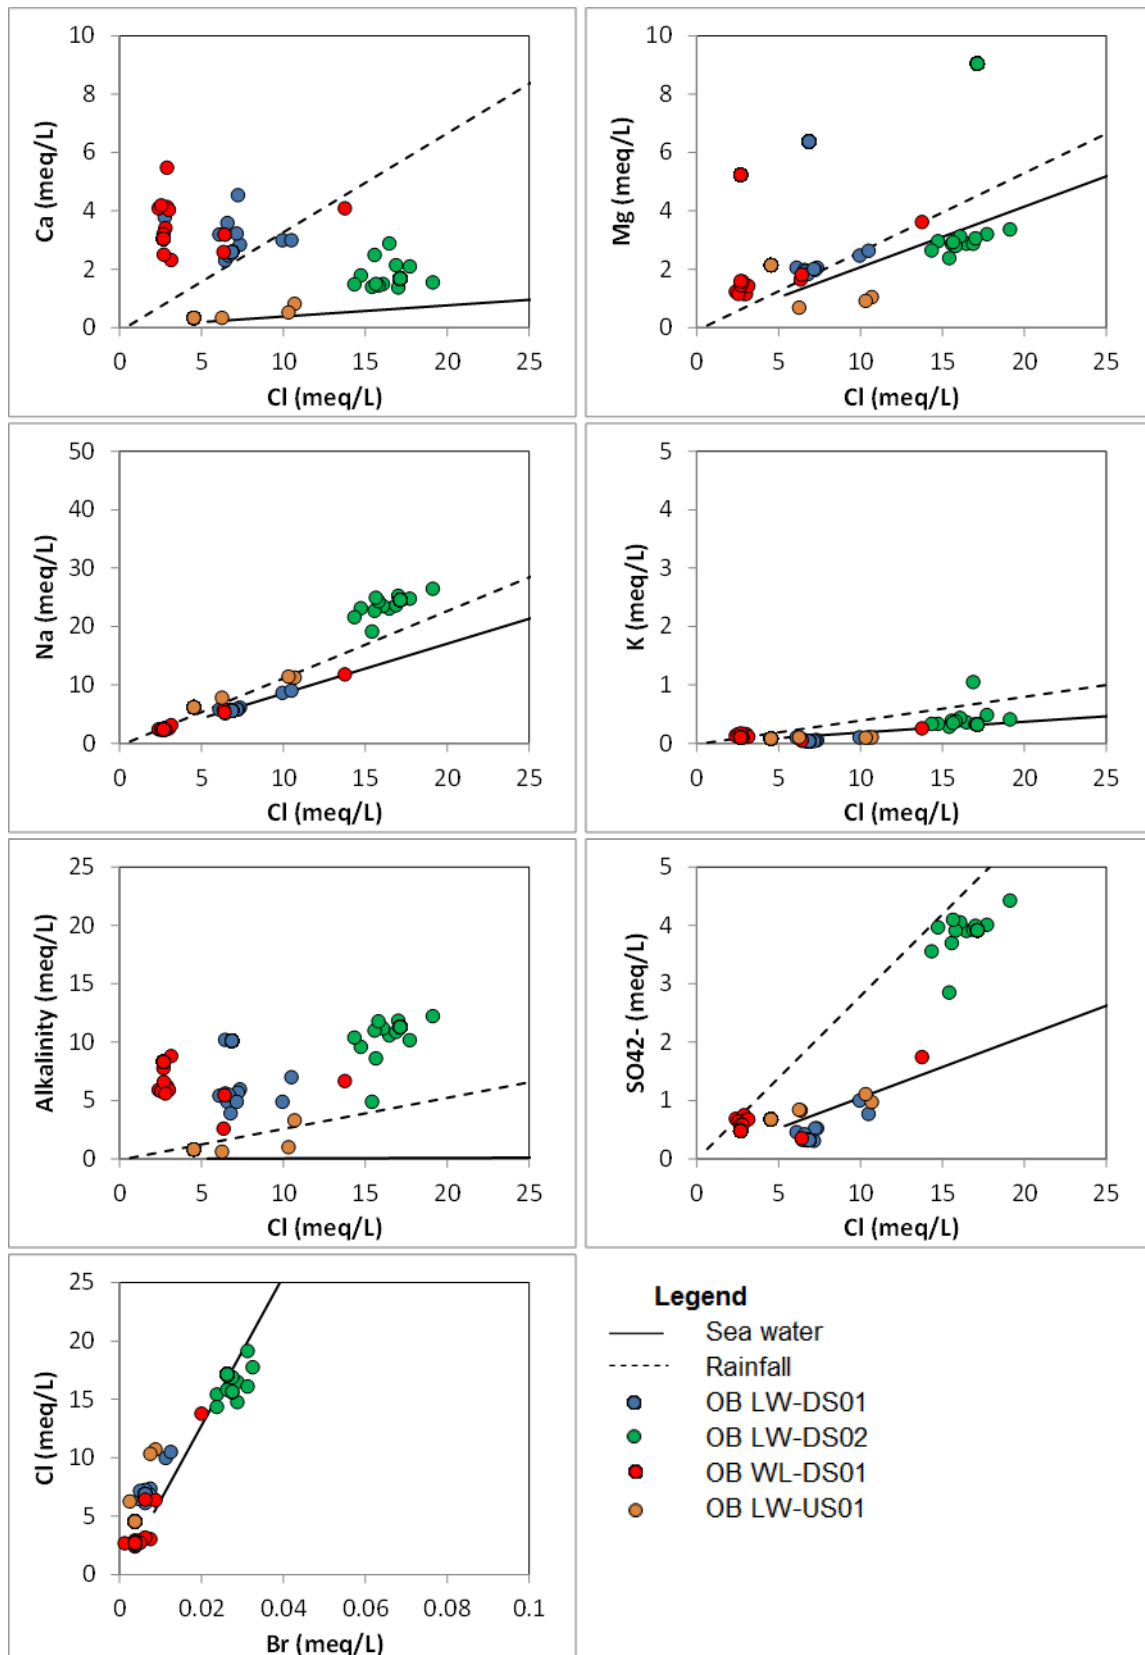 10
8
6
4
2
0
Ca (meq/L)
0 5 10 15 20 25
Cl (meq/L)
10
8
6
4
2
0
Mg (meq/L)
0 5 10 15 20 25
Cl (meq/L)
50
40
30
20
10
0
Na (meq/L)
0 5 10 15 20 25
Cl (meq/L)
5
4
3
2
1
0
K (meq/L)
0 5 10 15 20 25
Cl (meq/L)
25
20
15
10
5
0
Alkalinity (meq/L)
0 5 10 15 20 25
Cl (meq/L)
5
4
3
2
1
0
SO42- (meq/L)
0 5 10 15 20 25
Cl (meq/L)
25
20
15
10
5
0
Cl (meq/L)
0 0.02 0.04 0.06 0.08 0.1
Br (meq/L)
Legend
Sea water
Rainfall
OB LW-DS01
OB LW-DS02
OB WL-DS01
OB LW-US01